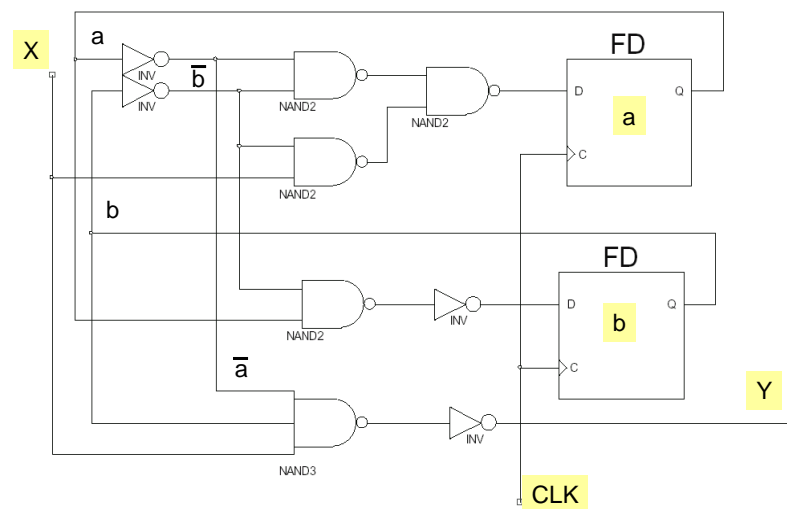 a
FD
X
b̅
INV
INV
D
Q
NAND2
NAND2
a
C
NAND2
b
FD
D
Q
INV
b
NAND2
a̅
C
Y
INV
NAND3
CLK